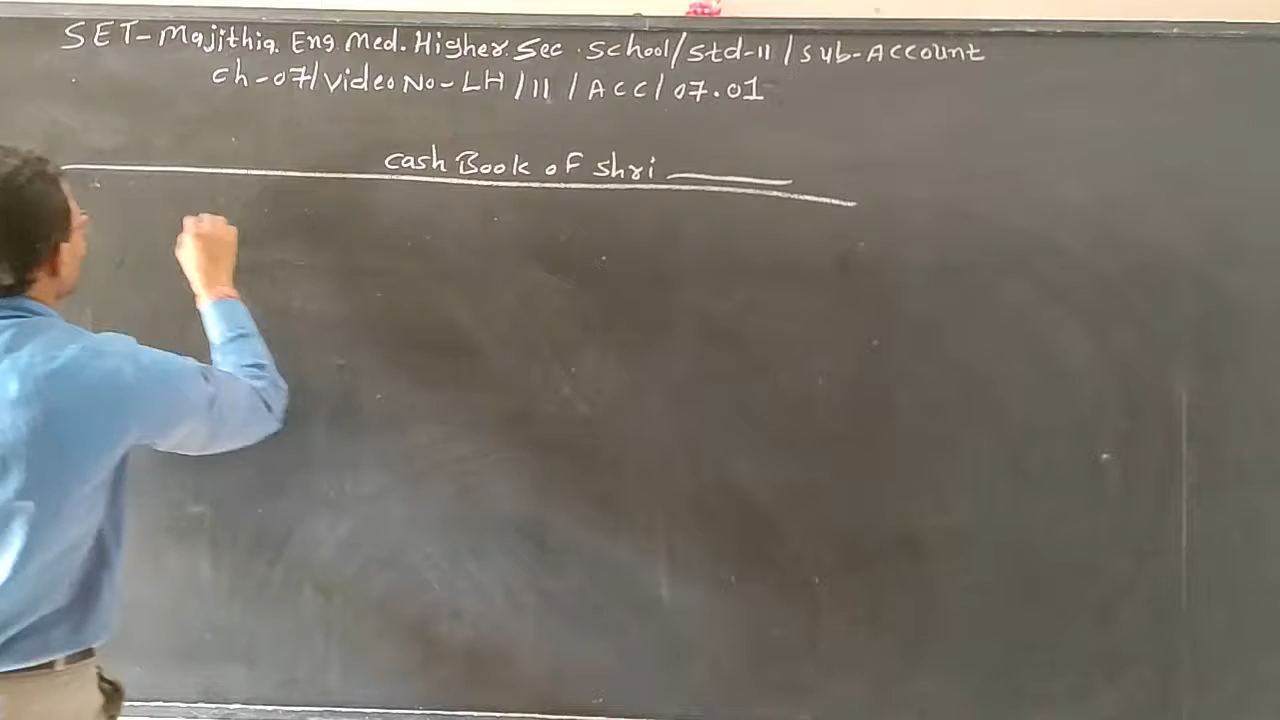 SET-Majithia Eng Med. Higher. Sec. School/Std-11/Sub-Account
Ch-07/Video No-LH/11/ACC/07.01
Cash Book of Shri ______